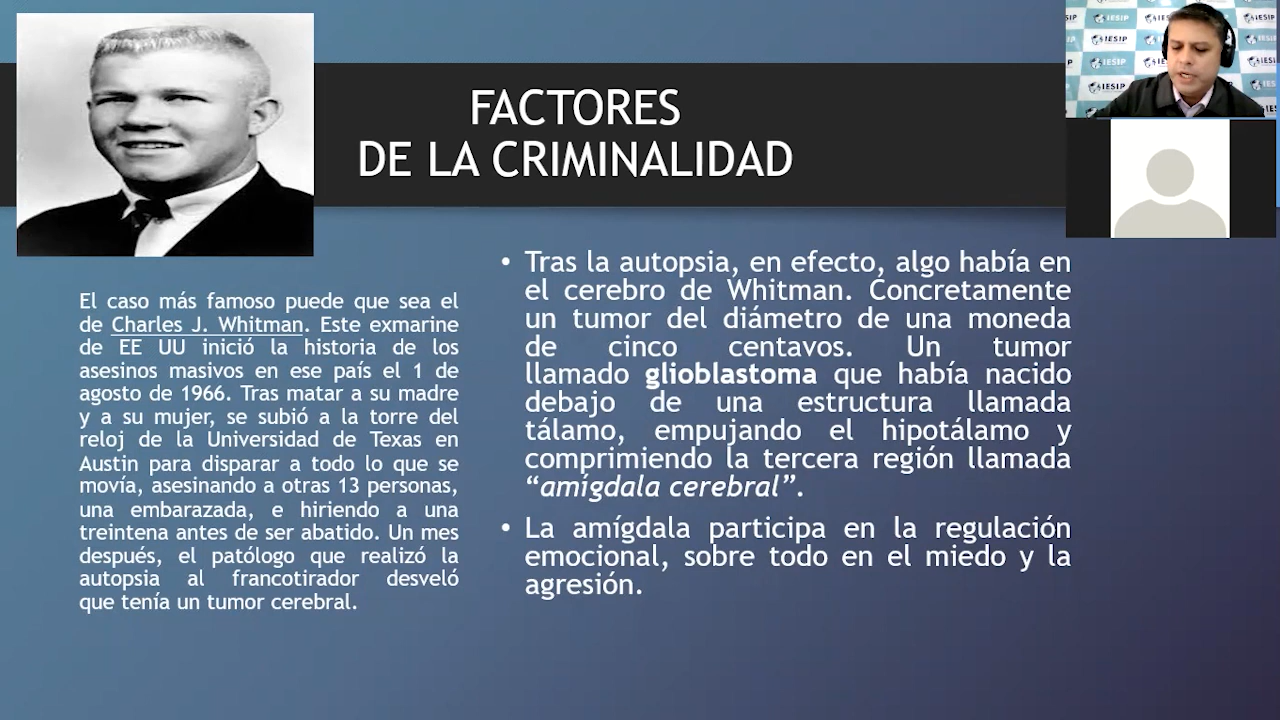 FACTORES
DE LA CRIMINALIDAD
El caso más famoso puede que sea el
de Charles J. Whitman. Este exmarine
de EE UU inició la historia de los
asesinos masivos en ese país el 1 de
agosto de 1966. Tras matar a su madre
y a su mujer, se subió a la torre del
reloj de la Universidad de Texas en
Austin para disparar a todo lo que se
movía, asesinando a otras 13 personas,
una embarazada, e hiriendo a una
treintena antes de ser abatido. Un mes
después, el patólogo que realizó la
autopsia al francotirador desveló
que tenía un tumor cerebral.
• Tras la autopsia, en efecto, algo había en
el cerebro de Whitman. Concretamente
un tumor del diámetro de una moneda
de cinco centavos. Un tumor
llamado glioblastoma que había nacido
debajo de una estructura llamada
tálamo, empujando el hipotálamo y
comprimiendo la tercera región llamada
“amígdala cerebral”.
• La amígdala participa en la regulación
emocional, sobre todo en el miedo y la
agresión.
IESIP
IESIP
IESIP